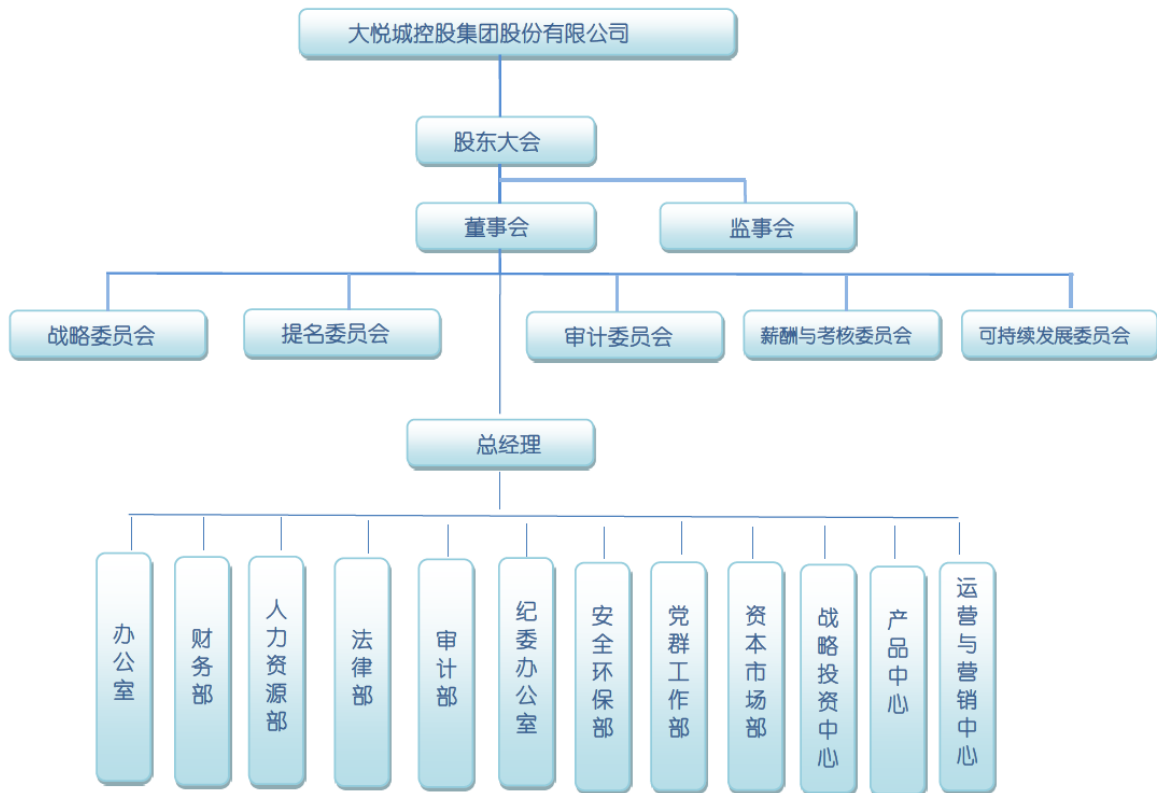 大悦城控股集团股份有限公司
股东大会
董事会
监事会
战略委员会
提名委员会
审计委员会
薪酬与考核委员会
可持续发展委员会
总经理
办公室
财务部
人力资源部
法律部
审计部
纪委办公室
安全环保部
党群工作部
资本市场部
战略投资中心
产品中心
运营与营销中心